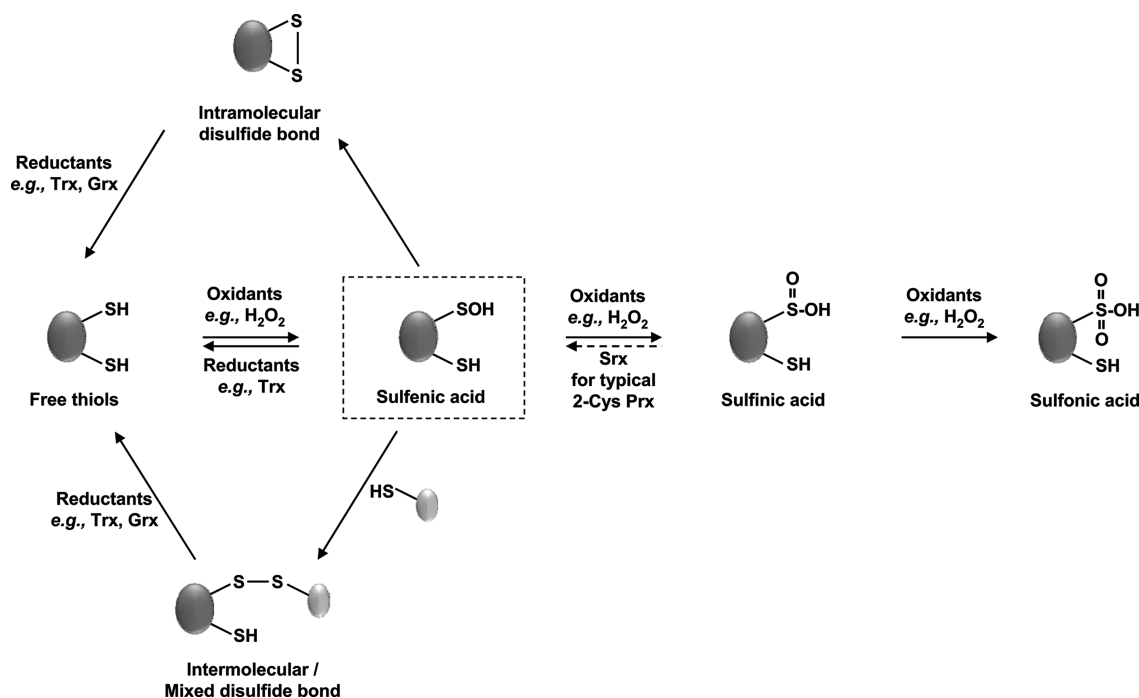 S
S
Intramolecular
disulfide bond
Reductants
e.g., Trx, Grx
SH
SH
Free thiols
Oxidants
e.g., H₂O₂
Reductants
e.g., Trx
SOH
SH
Sulfenic acid
Oxidants
e.g., H₂O₂
Srx
for typical
2-Cys Prx
O
S-OH
SH
Sulfinic acid
Oxidants
e.g., H₂O₂
O
S-OH
O
SH
Sulfonic acid
Reductants
e.g., Trx, Grx
HS
S — S
SH
Intermolecular /
Mixed disulfide bond